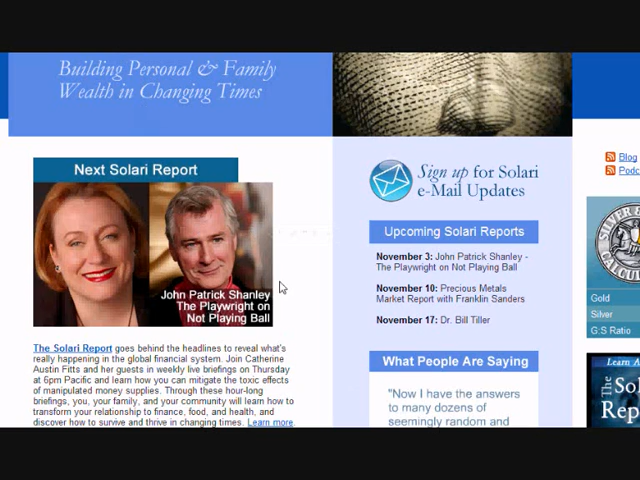 Building Personal & Family
Wealth in Changing Times
Next Solari Report
John Patrick Shanley
The Playwright on
Not Playing Ball
The Solari Report goes behind the headlines to reveal what's
really happening in the global financial system. Join Catherine
Austin Fitts and her guests in weekly live briefings on Thursday
at 6pm Pacific and learn how you can mitigate the toxic effects
of manipulated money supplies. Through these hour-long
briefings, you, your family, and your community will learn how to
transform your relationship to finance, food, and health, and
discover how to survive and thrive in changing times. Learn more.
Sign up for Solari
e-Mail Updates
Upcoming Solari Reports
November 3: John Patrick Shanley -
The Playwright on Not Playing Ball
November 10: Precious Metals
Market Report with Franklin Sanders
November 17: Dr. Bill Tiller
What People Are Saying
"Now I have the answers
to many dozens of
seemingly random and
Blog
Podc
Gold
Silver
G:S Ratio
Learn A
The
Sol
Rep